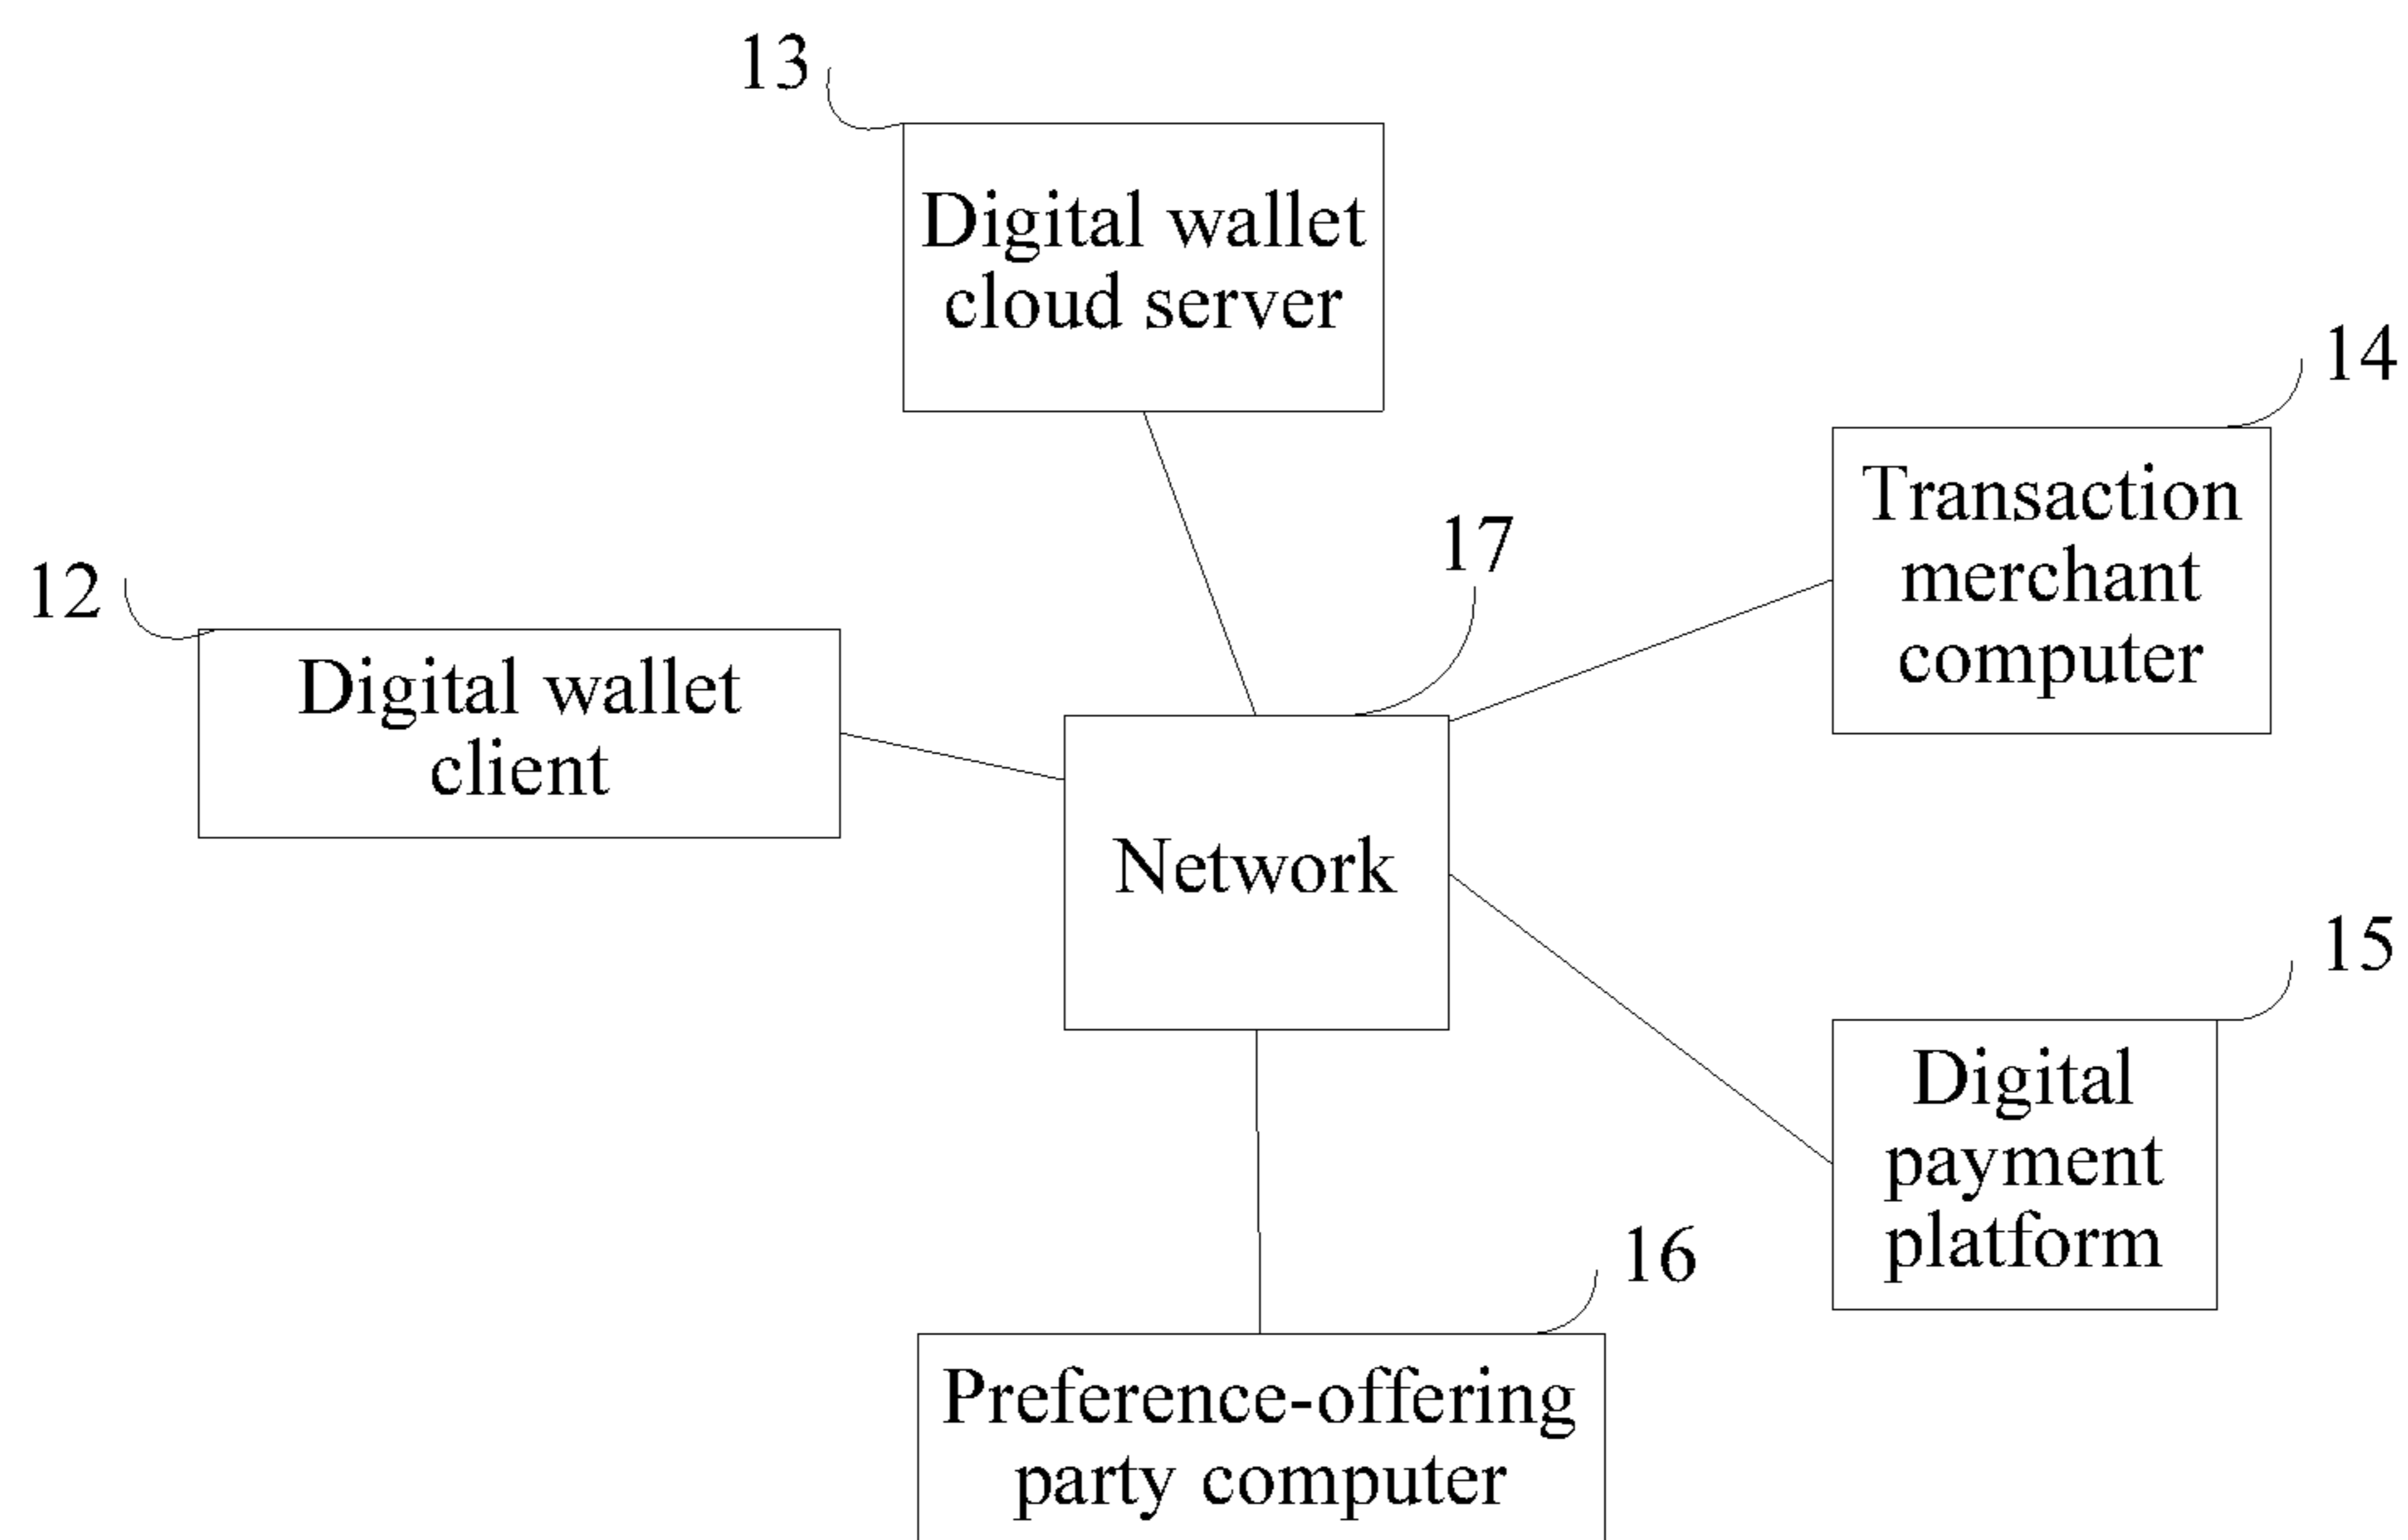 13
Digital wallet
cloud server
14
Transaction
merchant
computer
17
12
Digital wallet
client
Network
15
Digital
payment
platform
16
Preference-offering
party computer